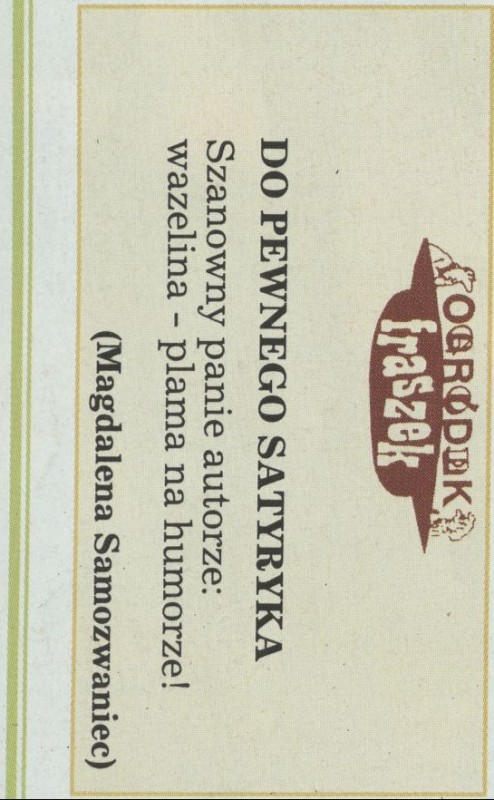 OGRÓDEK
fraszek
DO PEWNEGO SATYRYKA
Szanowny panie autorze:
wazelina - plama na humorze!
(Magdalena Samozwaniec)